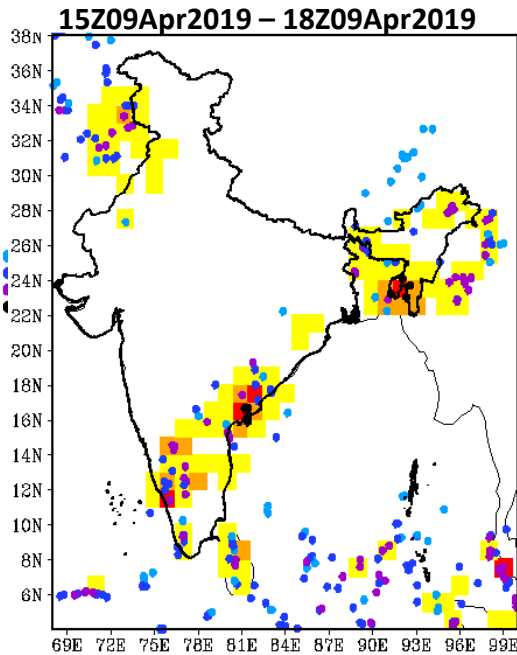 15Z09Apr2019 – 18Z09Apr2019
38N
36N
34N
32N
30N
28N
26N
24N
22N
20N
18N
16N
14N
12N
10N
8N
6N
69E 72E 75E 78E 81E 84E 87E 90E 93E 96E 99E